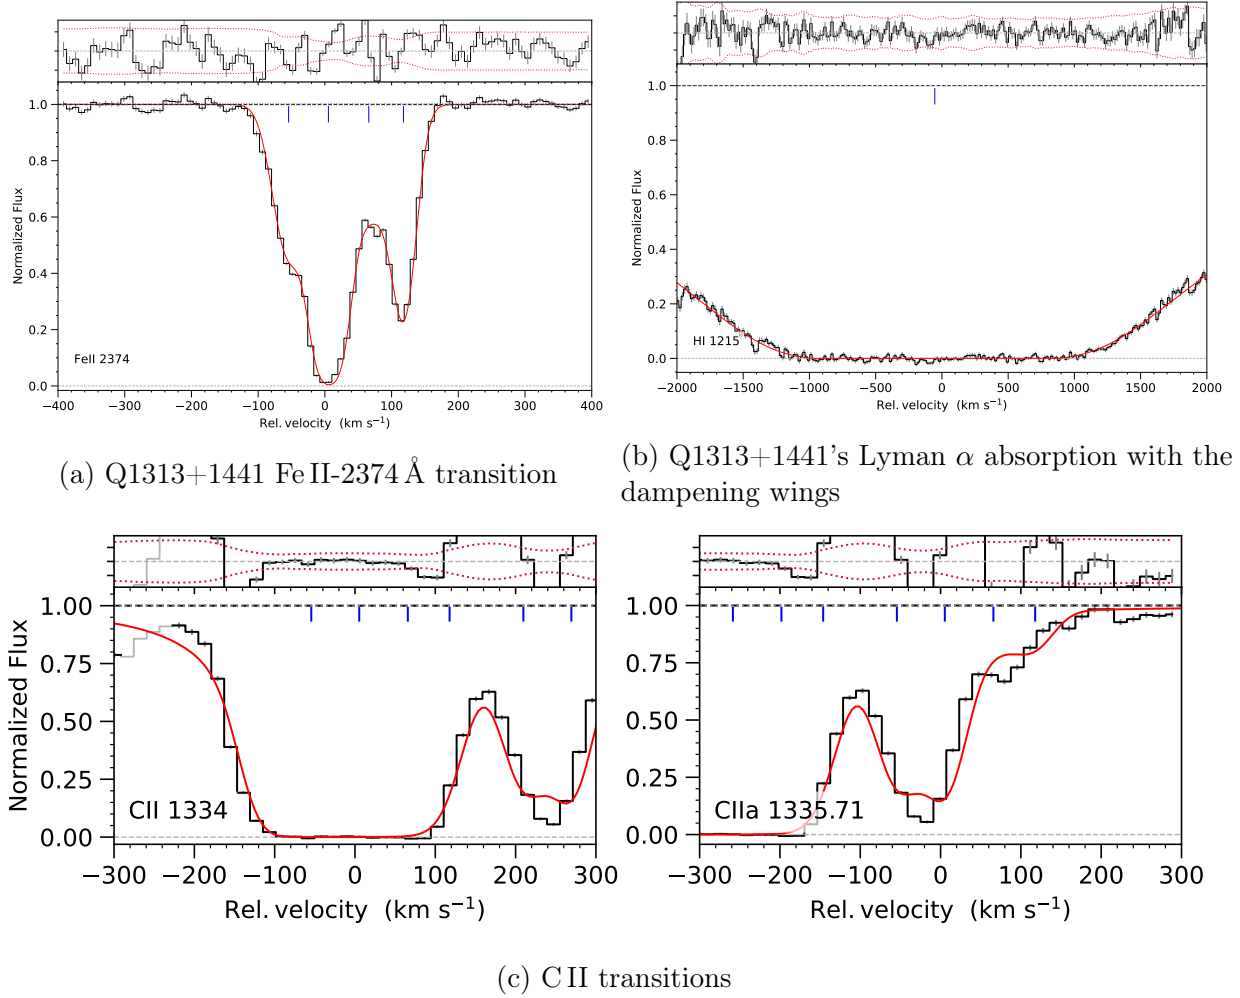 1.0
0.8
0.6
0.4
0.2
0.0
Normalized Flux
FeII 2374
−400 −300 −200 −100 0 100 200 300 400
Rel. velocity (km s⁻¹)
(a) Q1313+1441 Fe II-2374 Å transition
1.0
0.8
0.6
0.4
0.2
0.0
Normalized Flux
HI 1215
−2000 −1500 −1000 −500 0 500 1000 1500 2000
Rel. velocity (km s⁻¹)
(b) Q1313+1441's Lyman α absorption with the
dampening wings
1.00
0.75
0.50
0.25
0.00
Normalized Flux
CII 1334
−300 −200 −100 0 100 200 300
Rel. velocity (km s⁻¹)
1.00
0.75
0.50
0.25
0.00
CIIa 1335.71
−300 −200 −100 0 100 200 300
Rel. velocity (km s⁻¹)
(c) C II transitions